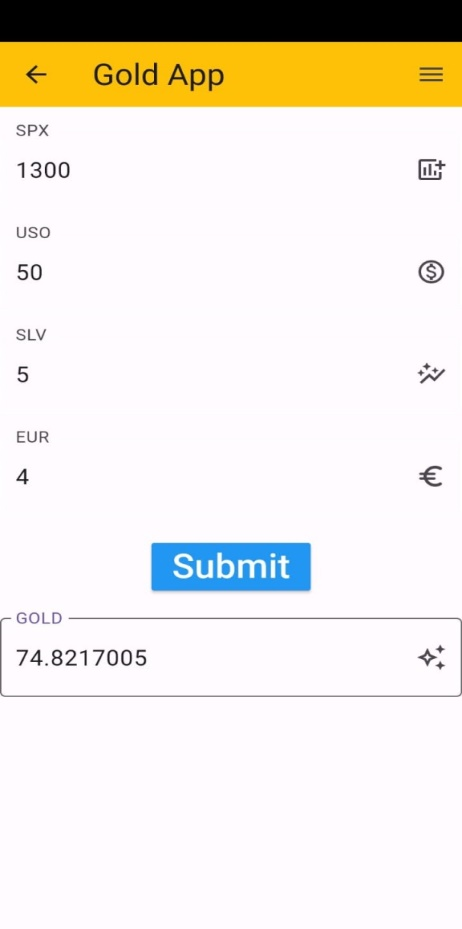 Gold App
SPX
1300
USO
50
SLV
5
EUR
4
Submit
GOLD
74.8217005